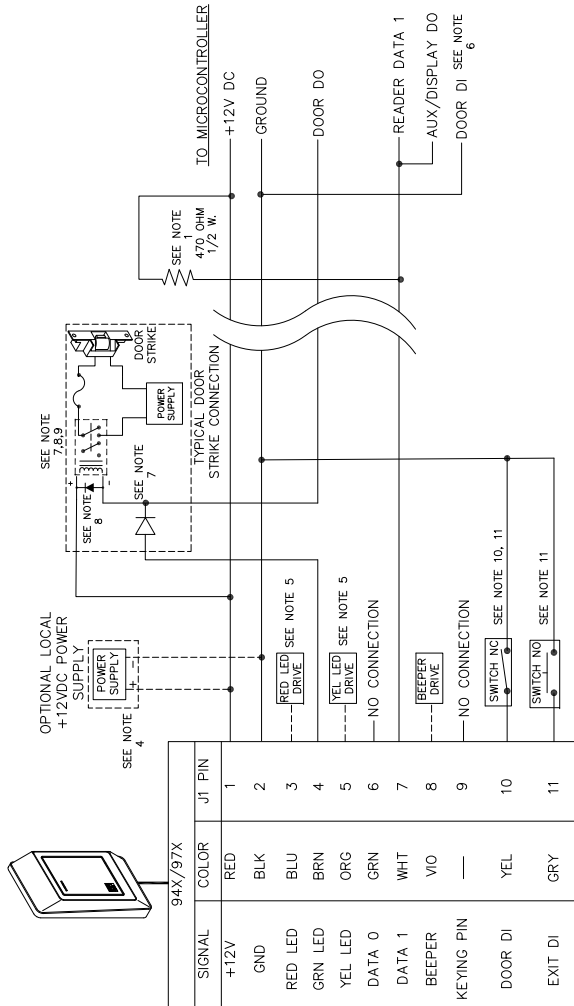 94X/97X
SIGNAL COLOR J1 PIN
+12V RED 1
GND BLK 2
RED LED BLU 3
GRN LED BRN 4
YEL LED ORG 5
DATA 0 GRN 6
DATA 1 WHT 7
BEEPER VIO 8
KEYING PIN — 9
DOOR DI YEL 10
EXIT DI GRY 11
OPTIONAL LOCAL
+12VDC POWER
SUPPLY
POWER
SUPPLY
+
−
SEE NOTE
4
RED LED
DRIVE
SEE NOTE 5
YEL LED
DRIVE
SEE NOTE 5
NO CONNECTION
BEEPER
DRIVE
NO CONNECTION
SWITCH NC
SEE NOTE 10, 11
SWITCH NO
SEE NOTE 11
SEE NOTE
7,8,9
+
-
SEE NOTE
8
DOOR
STRIKE
POWER
SUPPLY
TYPICAL DOOR
STRIKE CONNECTION
SEE NOTE
7
SEE NOTE
1
470 OHM
1/2 W.
TO MICROCONTROLLER
+12V DC
GROUND
DOOR DO
READER DATA 1
AUX/DISPLAY DO
DOOR DI SEE NOTE
6